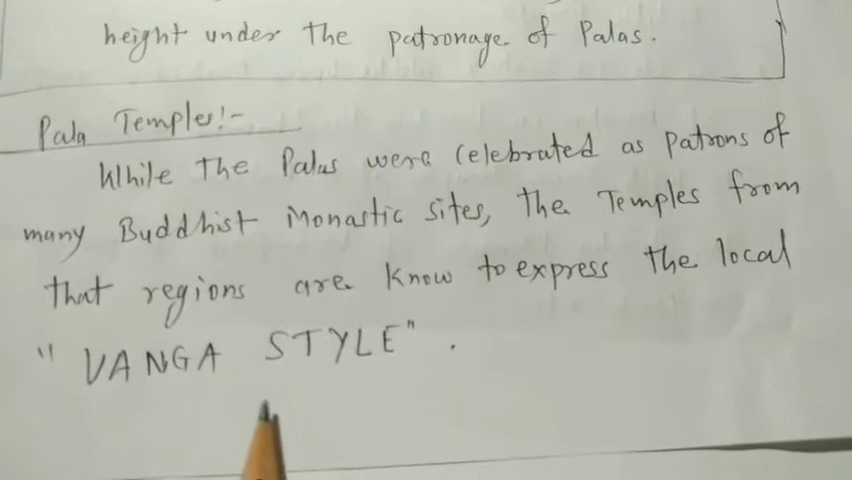 height under the patronage of Palas.
Pala Temples:-
While the Palas were celebrated as patrons of
many Buddhist monastic sites, the Temples from
that regions are know to express the local
"VANGA STYLE".